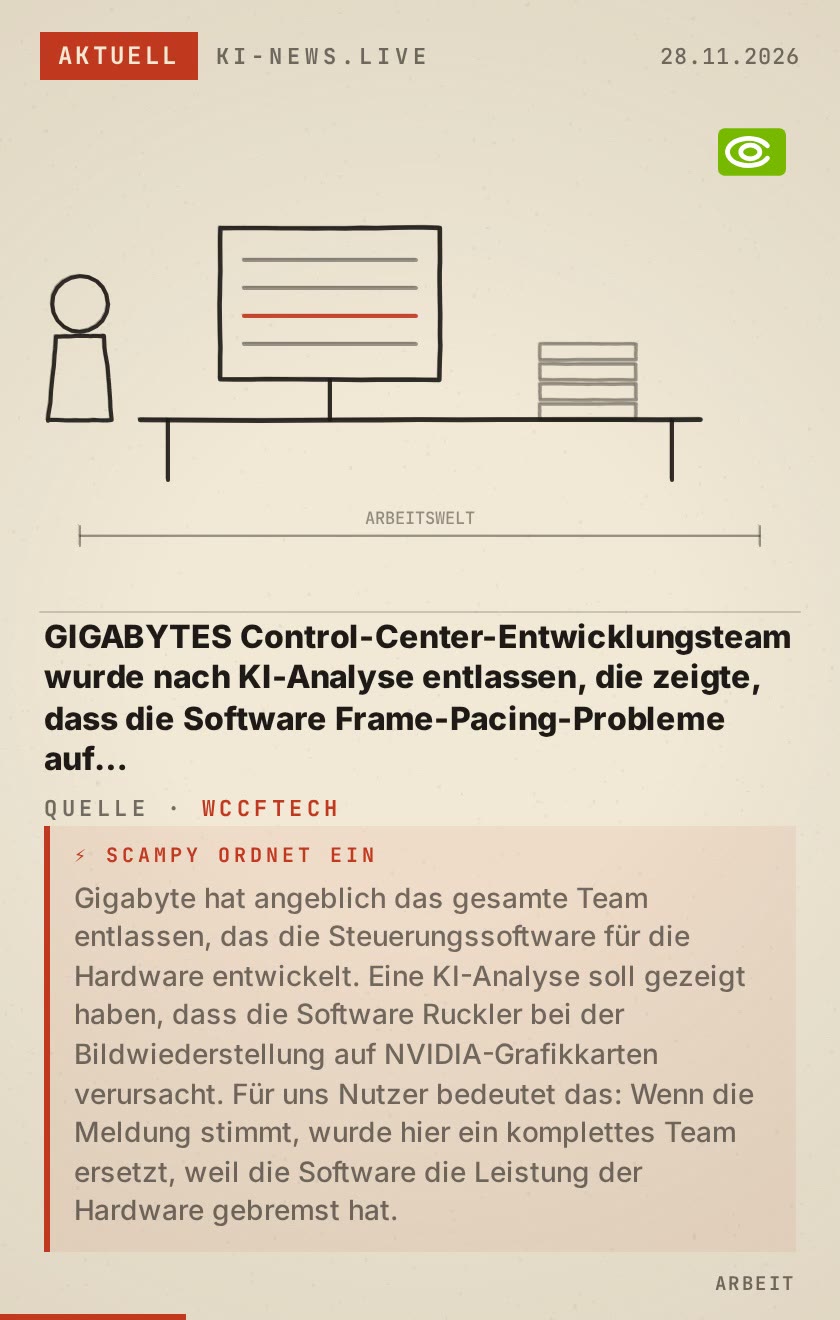 AKTUELL KI-NEWS.LIVE 28.11.2026
ARBEITSWELT
GIGABYTES Control-Center-Entwicklungsteam
wurde nach KI-Analyse entlassen, die zeigte,
dass die Software Frame-Pacing-Probleme
auf...
QUELLE · WCCFTECH
⚡ SCAMPY ORDNET EIN
Gigabyte hat angeblich das gesamte Team
entlassen, das die Steuerungssoftware für die
Hardware entwickelt. Eine KI-Analyse soll gezeigt
haben, dass die Software Ruckler bei der
Bildwiederstellung auf NVIDIA-Grafikkarten
verursacht. Für uns Nutzer bedeutet das: Wenn die
Meldung stimmt, wurde hier ein komplettes Team
ersetzt, weil die Software die Leistung der
Hardware gebremst hat.
ARBEIT